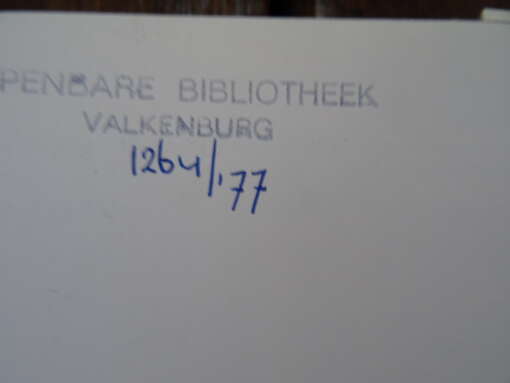 PENBARE BIBLIOTHEEK
VALKENBURG
1264/'77